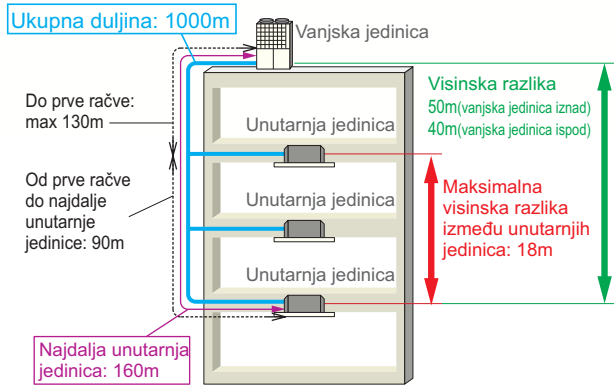 Ukupna duljina: 1000m
Vanjska jedinica
Visinska razlika
50m(vanjska jedinica iznad)
40m(vanjska jedinica ispod)
Do prve račve:
max 130m
Unutarnja jedinica
Od prve račve
do najdalje
unutarnje
jedinice: 90m
Unutarnja jedinica
Maksimalna
visinska razlika
između unutarnjih
jedinica: 18m
Unutarnja jedinica
Najdalja unutarnja
jedinica: 160m